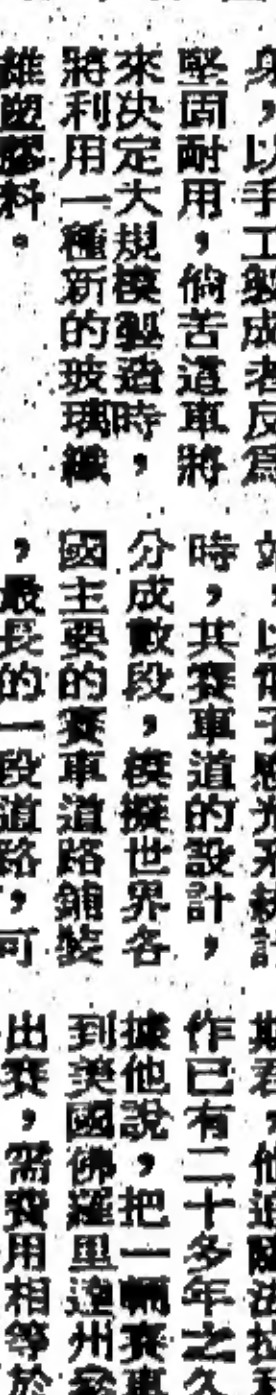 身，以手工製成者反爲
堅固耐用，倘若這車將
來決定大規模製造時，
將利用一種新的玻璃纖
維塑膠料。
時，其賽車道的設計，
分成數段，模擬世界各
國主要的賽車道路鋪裝
，最長的一段道路，可
作已有二十多年之久
據他說，把一輛賽車
到美國佛羅里達州參
出賽，需費用相等於